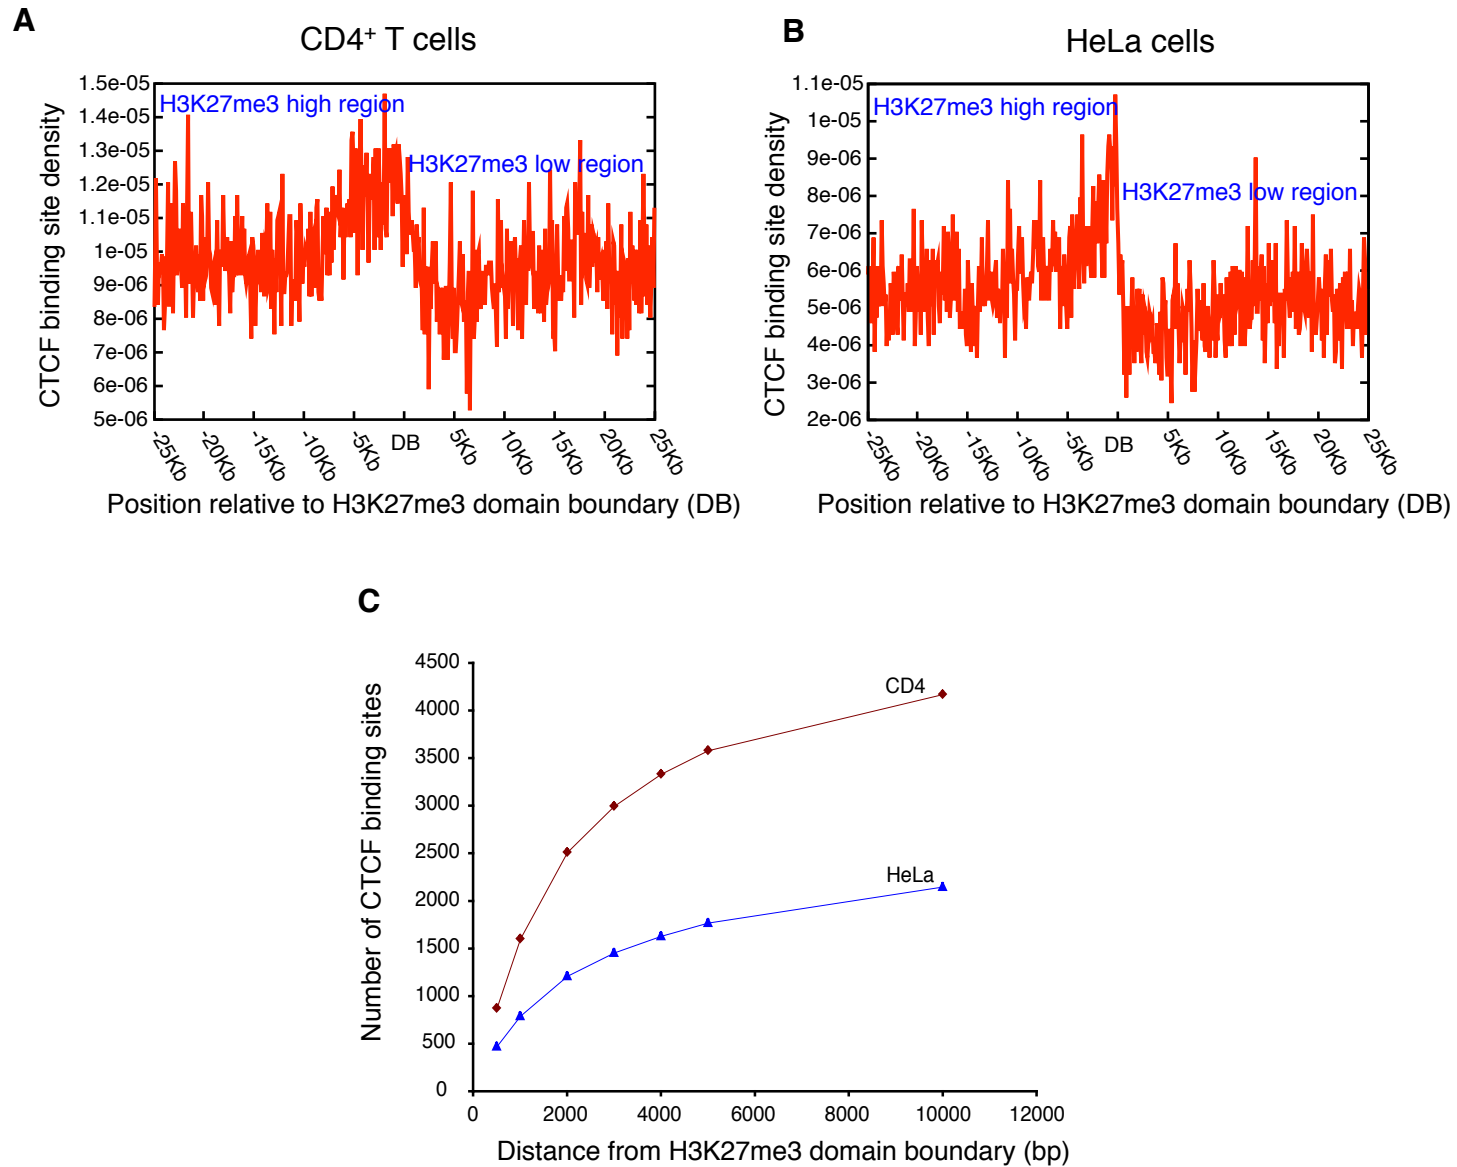 A
CD4+ T cells
CTCF binding site density
1.5e-05
1.4e-05
1.3e-05
1.2e-05
1.1e-05
1e-05
9e-06
8e-06
7e-06
6e-06
5e-06
H3K27me3 high region
H3K27me3 low region
-25Kb
-20Kb
-15Kb
-10Kb
-5Kb
DB
5Kb
10Kb
15Kb
20Kb
25Kb
Position relative to H3K27me3 domain boundary (DB)
B
HeLa cells
CTCF binding site density
1.1e-05
1e-05
9e-06
8e-06
7e-06
6e-06
5e-06
4e-06
3e-06
2e-06
H3K27me3 high region
H3K27me3 low region
-25Kb
-20Kb
-15Kb
-10Kb
-5Kb
DB
5Kb
10Kb
15Kb
20Kb
25Kb
Position relative to H3K27me3 domain boundary (DB)
C
Number of CTCF binding sites
4500
4000
3500
3000
2500
2000
1500
1000
500
0
CD4
HeLa
0
2000
4000
6000
8000
10000
12000
Distance from H3K27me3 domain boundary (bp)